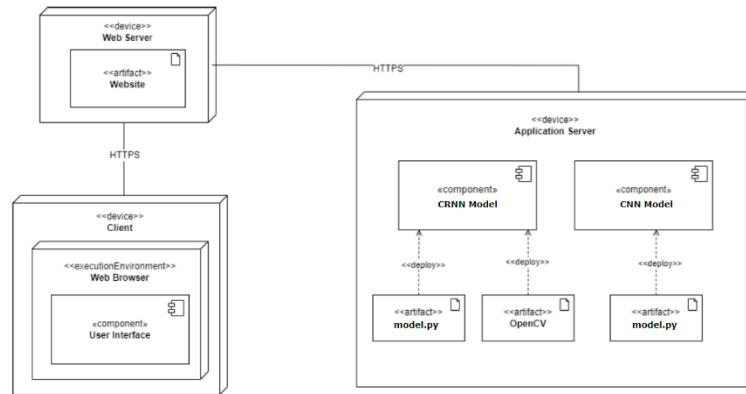 <<device>>
Web Server
<<artifact>>
Website
HTTPS
HTTPS
<<device>>
Client
<<executionEnvironment>>
Web Browser
«component»
User Interface
<<device>>
Application Server
«component»
CRNN Model
«component»
CNN Model
<<deploy>>
<<deploy>>
<<deploy>>
<<artifact>>
model.py
<<artifact>>
OpenCV
<<artifact>>
model.py